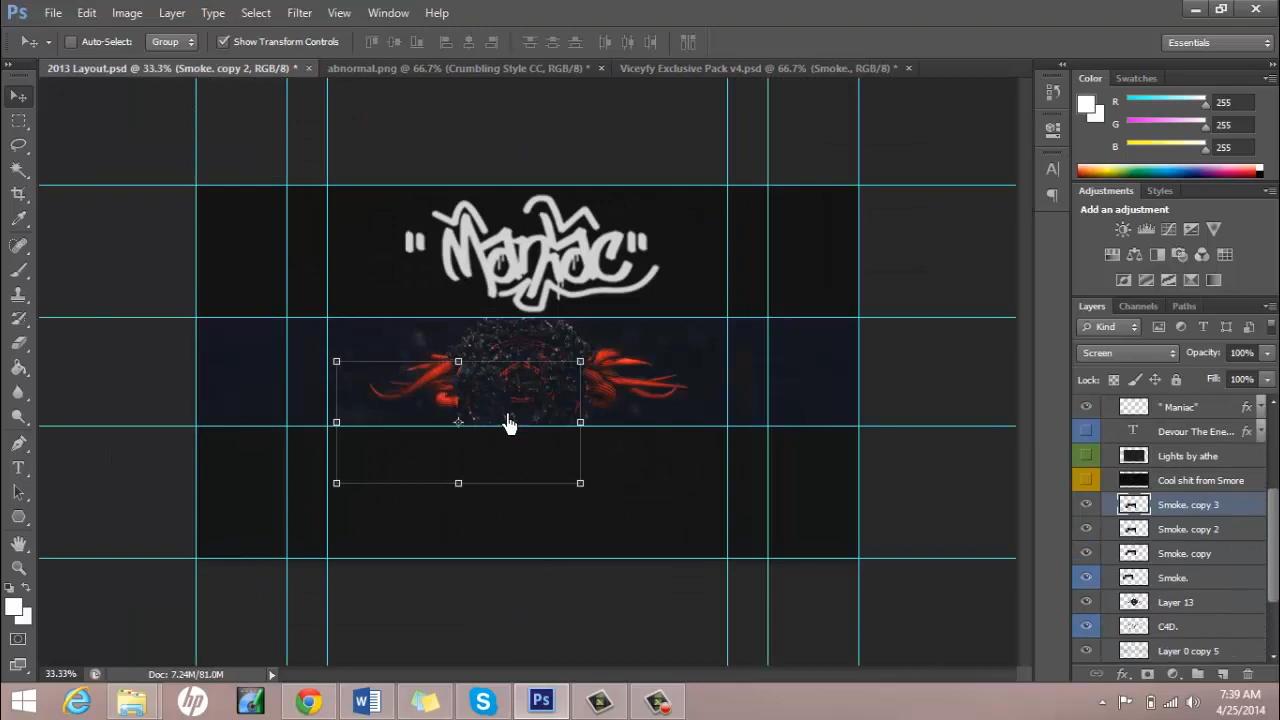 Ps File Edit Image Layer Type Select Filter 3D View Window Help
Auto-Select: Group Show Transform Controls Essentials
2013 Layout.psd @ 33.3% (Smoke. copy 2, RGB/8) * × abnormal.png @ 66.7% (Crumbling Style CC, RGB/8) * × Viceyfy Exclusive Pack v4.psd @ 66.7% (Smoke., RGB/8) * ×
Color Swatches
R 255
G 255
B 255
Adjustments Styles
Add an adjustment
"Maniac"
Layers Channels Paths
Kind
Screen Opacity: 100%
Lock: Fill: 100%
" Maniac" fx
T Devour The Ene... fx
Lights by athe
Cool shit from Smore
Smoke. copy 3
Smoke. copy 2
Smoke. copy
Smoke.
Layer 13
C4D.
Layer 0 copy 5
33.33% Doc: 7.24M/81.0M
7:39 AM
4/25/2014